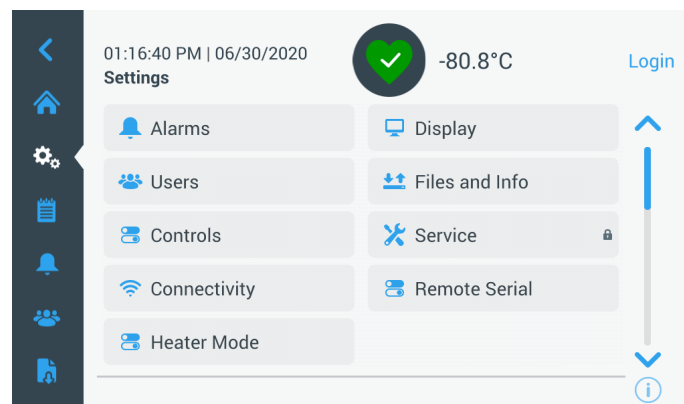 01:16:40 PM | 06/30/2020
Settings
-80.8°C
Login
Alarms
Display
Users
Files and Info
Controls
Service
Connectivity
Remote Serial
Heater Mode